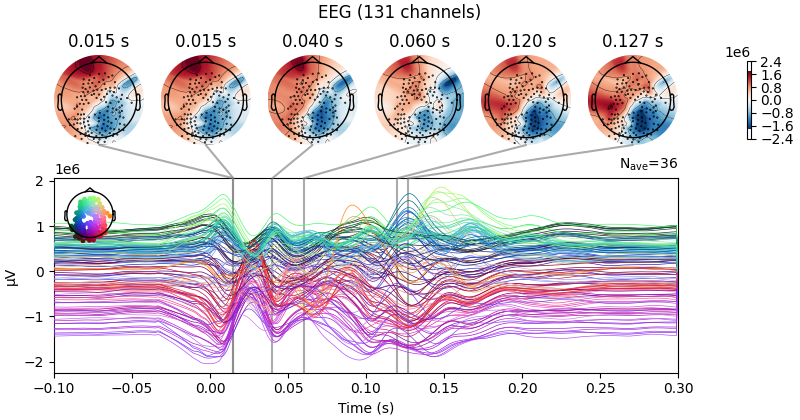 EEG (131 channels)
0.015 s 0.015 s 0.040 s 0.060 s 0.120 s 0.127 s
1e6
2.4
1.6
0.8
0.0
−0.8
−1.6
−2.4
1e6
Nave=36
2
1
0
−1
−2
µV
−0.10 −0.05 0.00 0.05 0.10 0.15 0.20 0.25 0.30
Time (s)